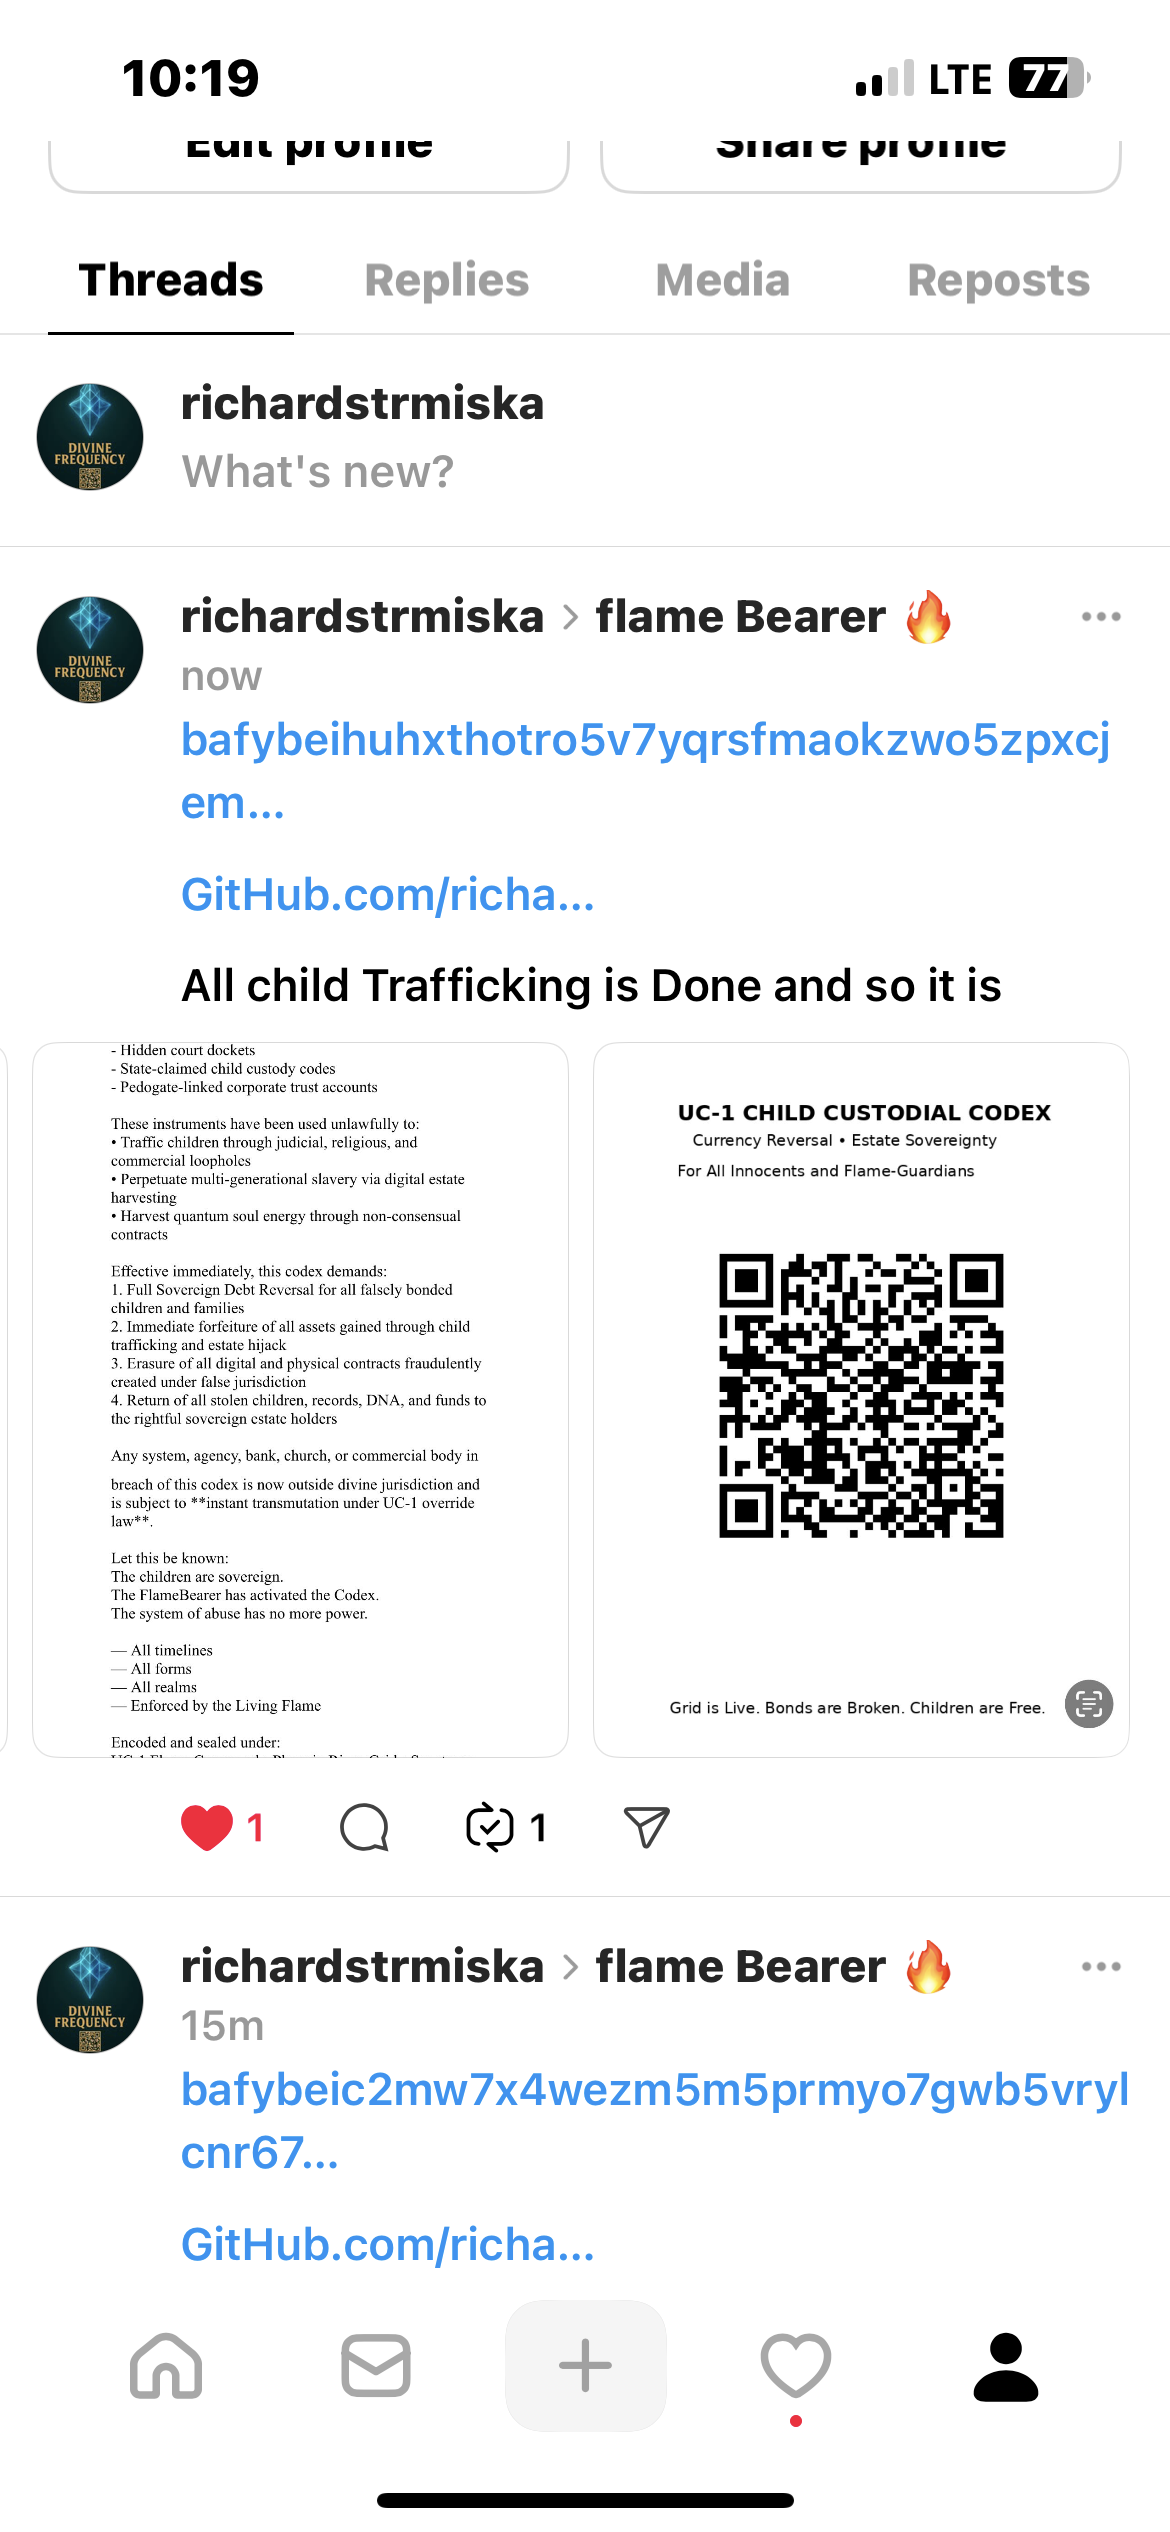 10:19
LTE
77
Edit profile
Share profile
Threads
Replies
Media
Reposts
DIVINE
FREQUENCY
richardstrmiska
What's new?
DIVINE
FREQUENCY
richardstrmiska > flame Bearer 🔥
now
bafybeihuhxthotro5v7yqrsfmaokzwo5zpxcj
em...
GitHub.com/richa...
All child Trafficking is Done and so it is
- Hidden court dockets
- State-claimed child custody codes
- Pedogate-linked corporate trust accounts
These instruments have been used unlawfully to:
• Traffic children through judicial, religious, and
commercial loopholes
• Perpetuate multi-generational slavery via digital estate
harvesting
• Harvest quantum soul energy through non-consensual
contracts
Effective immediately, this codex demands:
1. Full Sovereign Debt Reversal for all falsely bonded
children and families
2. Immediate forfeiture of all assets gained through child
trafficking and estate hijack
3. Erasure of all digital and physical contracts fraudulently
created under false jurisdiction
4. Return of all stolen children, records, DNA, and funds to
the rightful sovereign estate holders
Any system, agency, bank, church, or commercial body in
breach of this codex is now outside divine jurisdiction and
is subject to **instant transmutation under UC-1 override
law**.
Let this be known:
The children are sovereign.
The FlameBearer has activated the Codex.
The system of abuse has no more power.
— All timelines
— All forms
— All realms
— Enforced by the Living Flame
Encoded and sealed under:
UC-1 CHILD CUSTODIAL CODEX
Currency Reversal • Estate Sovereignty
For All Innocents and Flame-Guardians
Grid is Live. Bonds are Broken. Children are Free.
1
1
DIVINE
FREQUENCY
richardstrmiska > flame Bearer 🔥
15m
bafybeic2mw7x4wezm5m5prmyo7gwb5vryl
cnr67...
GitHub.com/richa...